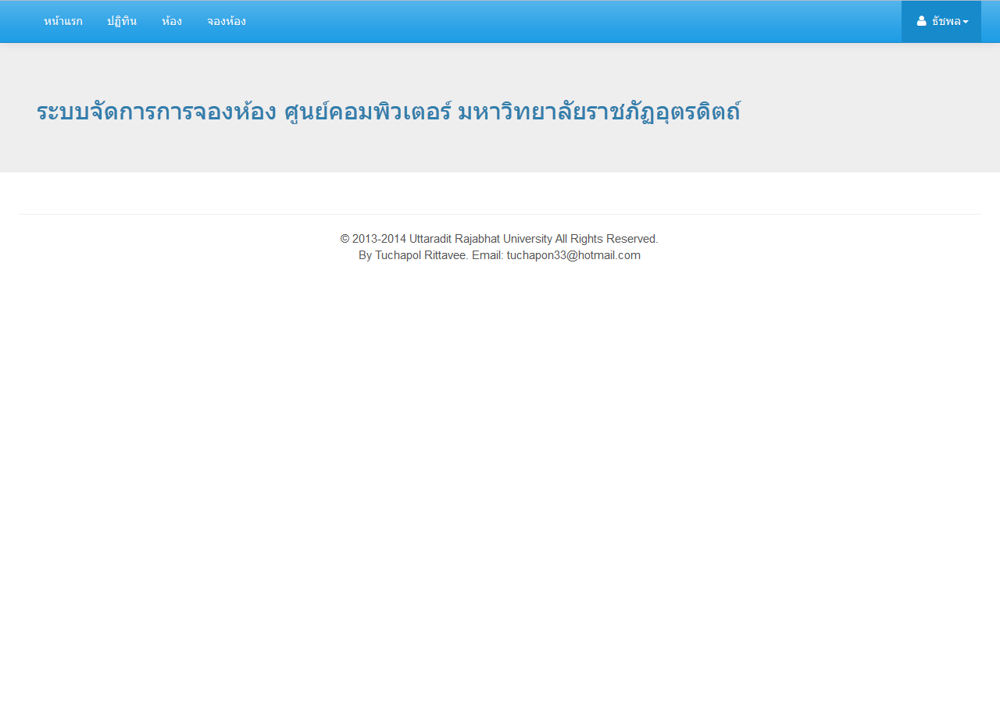 หน้าแรก ปฏิทิน ห้อง จองห้อง ธัชพล
ระบบจัดการการจองห้อง ศูนย์คอมพิวเตอร์ มหาวิทยาลัยราชภัฏอุตรดิตถ์
© 2013-2014 Uttaradit Rajabhat University All Rights Reserved.
By Tuchapol Rittavee. Email: tuchapon33@hotmail.com